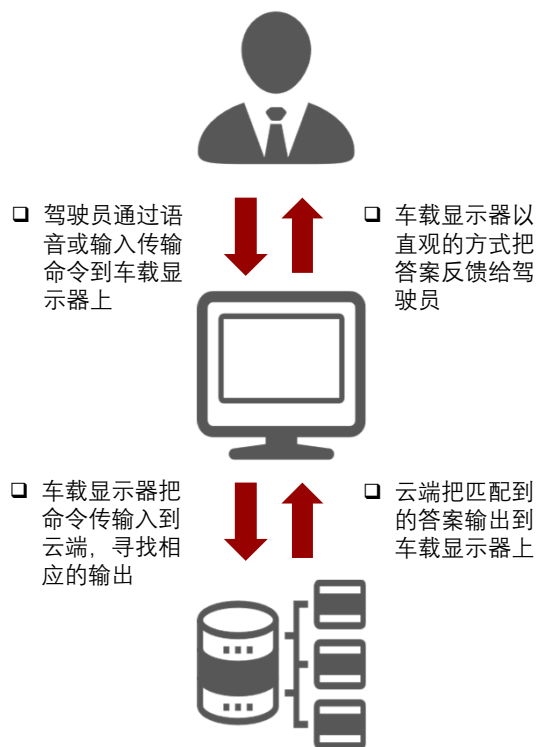 驾驶员通过语
音或输入传输
命令到车载显
示器上
车载显示器以
直观的方式把
答案反馈给驾
驶员
车载显示器把
命令传输入到
云端，寻找相
应的输出
云端把匹配到
的答案输出到
车载显示器上